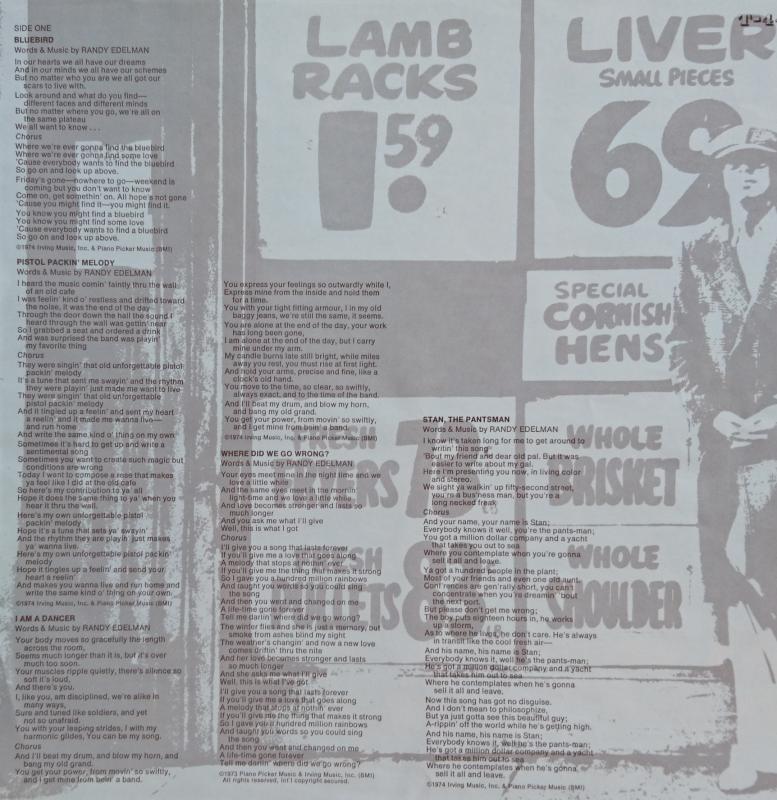 SIDE ONE
BLUEBIRD
Words & Music by RANDY EDELMAN
In our hearts we all have our dreams
And in our minds we all have our schemes
But no matter who you are we all got our
scars to live with.
Look around and what do you find—
different faces and different minds
But no matter where you go, we're all on
the same plateau
We all want to know . . .
Chorus
Where we're ever gonna find the bluebird
Where we're ever gonna find some love
'Cause everybody wants to find the bluebird
So go on and look up above.
Friday's gone—nowhere to go—weekend is
coming but you don't want to know
Come on, get somethin' on. All hope's not gone
'Cause you might find it—you might find it.
You know you might find a bluebird
You know you might find some love
'Cause everybody wants to find a bluebird
So go on and look up above.
©1974 Irving Music, Inc. & Piano Picker Music (BMI)
PISTOL PACKIN' MELODY
Words & Music by RANDY EDELMAN
I heard the music comin' faintly thru the wall
of an old cafe
I was feelin' kind o' restless and drifted toward
the noise, it was the end of the day
Through the door down the hall the sound I
heard through the wall was gettin' near
So I grabbed a seat and ordered a drink
And was surprised the band was playin'
my favorite thing
Chorus
They were singin' that old unforgettable pistol
packin' melody
It's a tune that sent me swayin' and the rhythm
they were playin' just made me want to live
They were singin' that old unforgettable
pistol packin' melody
And it tingled up a feelin' and sent my heart
a reelin' and it made me wanna live—
and run home
And write the same kind o' thing on my own
Sometimes it's hard to get up and write a
sentimental song
Sometimes you want to create such magic but
conditions are wrong
Today I want to compose a rose that makes
ya feel like I did at the old cafe
So here's my contribution to ya' all
Hope it does the same thing to ya' when you
hear it thru the wall.
Here's my own unforgettable pistol
packin' melody
Hope it's a tune that sets ya' swayin'
And the rhythm they are playin' just makes
ya' wanna live.
Here's my own unforgettable pistol packin'
melody
Hope it tingles up a feelin' and send your
heart a reelin'
And makes you wanna live and run home and
write the same kind o' thing on your own.
©1974 Irving Music, Inc. & Piano Picker Music (BMI)
I AM A DANCER
Words & Music by RANDY EDELMAN
Your body moves so gracefully the length
across the room,
Seems much longer than it is, but it's over
much too soon.
Your muscles ripple quietly, there's silence so
soft it's loud,
And there's you.
I, like you, am disciplined, we're alike in
many ways,
Sure and tuned like soldiers, and yet
not so unafraid.
You with your leaping strides, I with my
harmonic glides, You can be my song.
Chorus
And I'll beat my drum, and blow my horn, and
bang my old grand.
You get your power, from movin' so swiftly,
and I get mine from bein' a band.
You express your feelings so outwardly while I,
Express mine from the inside and hold them
for a time.
You with your tight fitting armour, I in my old
baggy jeans, we're still the same, it seems.
You are alone at the end of the day, your work
has long been gone,
I am alone at the end of the day, but I carry
mine under my arm.
My candle burns late still bright, while miles
away you rest, you must rise at first light.
And hold your arms, precise and fine, like a
clock's old hand.
You move to the time, so clear, so swiftly,
always exact, and to the time of the band.
And I'll beat my drum, and blow my horn,
and bang my old grand.
You get your power, from movin' so swiftly,
and I get mine from bein' a band.
©1974 Irving Music, Inc. & Piano Picker Music (BMI)
WHERE DID WE GO WRONG?
Words & Music by RANDY EDELMAN
Your eyes meet mine in the night time and we
love a little while
And the same eyes meet in the mornin'
light-time and we love a little while
And love becomes stronger and lasts so
much longer
And you ask me what I'll give
Well, this is what I got
Chorus
I'll give you a song that lasts forever
If you'll give me a love that goes along
A melody that stops at nothin' ever
If you'll give me the thing that makes it strong
So I gave you a hundred million rainbows
And taught you words so you could sing
the song
And then you went and changed on me
A life-time gone forever
Tell me darlin' where did we go wrong?
The winter flies and she is just a memory, but
smoke from ashes blind my sight
The weather's changin' and now a new love
comes driftin' thru the nite
And her love becomes stronger and lasts
so much longer
And she asks me what I'll give
Well, this is what I've got
I'll give you a song that lasts forever
If you'll give me a love that goes along
A melody that stops at nothin' ever
If you'll give me the thing that makes it strong
So I gave you a hundred million rainbows
And taught you words so you could sing
the song
And then you went and changed on me
A life-time gone forever
Tell me darlin' where did we go wrong?
©1973 Piano Picker Music & Irving Music, Inc. (BMI)
All rights reserved, Int'l copyright secured.
STAN, THE PANTSMAN
Words & Music by RANDY EDELMAN
I know it's taken long for me to get around to
writin' this song
'Bout my friend and dear old pal. But it was
easier to write about my gal.
Here I'm presenting you now, in living color
and stereo.
We sight ya walkin' up fifty-second street,
you're a bus'ness man, but you're a
long necked freak
Chorus
And your name, your name is Stan;
Everybody knows it well, you're the pants-man;
You got a million dollar company and a yacht
that takes you out to sea
Where you contemplate when you're gonna
sell it all and leave.
Ya got a hundred people in the plant;
Most of your friends and even one old aunt.
Conf'rences are gen'rally short, you can't
concentrate when you're dreamin' 'bout
the next port.
But please don't get me wrong;
The boy puts eighteen hours in, he works
up a storm,
As to where he lives, he don't care. He's always
in transit like the cool fresh air—
And his name, his name is Stan;
Everybody knows it, well he's the pants-man;
He's got a million dollar company and a yacht
that takes him out to sea
Where he contemplates when he's gonna
sell it all and leave.
Now this song has got no disguise.
And I don't mean to philosophize,
But ya just gotta see this beautiful guy;
A-rippin' off the world while he's getting high.
And his name, his name is Stan;
Everybody knows it, well he's the pants-man;
He's got a million dollar company and a yacht
that takes him out to sea
Where he contemplates when he's gonna
sell it all and leave.
©1974 Irving Music, Inc. & Piano Picker Music (BMI)
LAMB
RACKS
1.59
LIVER
SMALL PIECES
69
SPECIAL
CORNISH
HENS
FRESH
WHOLE
BRISKET
WHOLE
SHOULDER